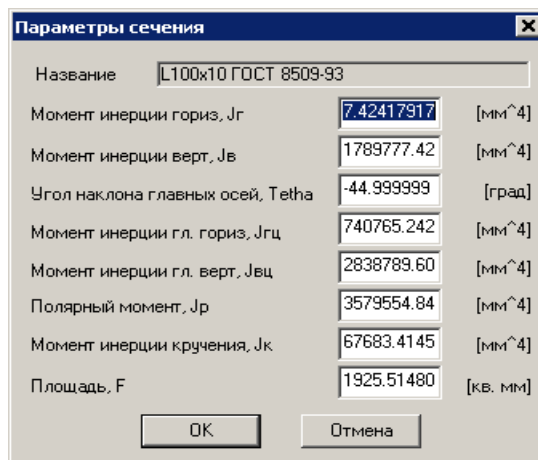 Параметры сечения
Название L100x10 ГОСТ 8509-93
Момент инерции гориз, Jг 7.42417917 [мм^4]
Момент инерции верт, Jв 1789777.42 [мм^4]
Угол наклона главных осей, Tetha -44.999999 [град]
Момент инерции гл. гориз, Jгц 740765.242 [мм^4]
Момент инерции гл. верт, Jвц 2838789.60 [мм^4]
Полярный момент, Jp 3579554.84 [мм^4]
Момент инерции кручения, Jк 67683.4145 [мм^4]
Площадь, F 1925.51480 [кв. мм]
OK Отмена